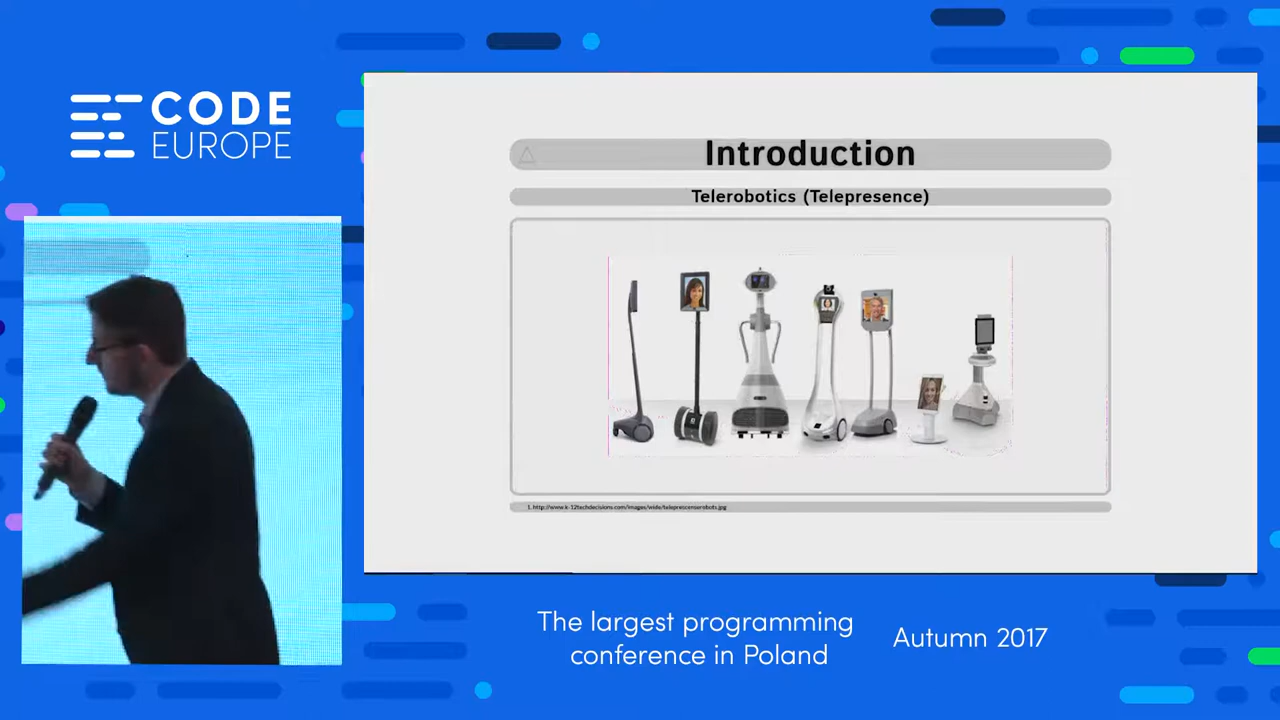 CODE
EUROPE
Introduction
Telerobotics (Telepresence)
1. http://www.k-12techdecisions.com/images/wide/telepresencerobots.jpg
The largest programming
conference in Poland
Autumn 2017